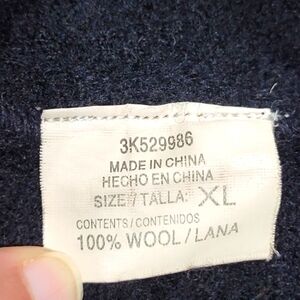 3K529986
MADE IN CHINA
HECHO EN CHINA
SIZE/TALLA: XL
CONTENTS/CONTENIDOS
100% WOOL/LANA